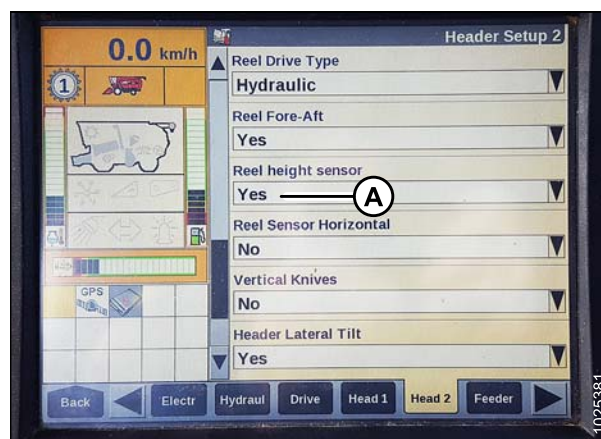 0.0 km/h
Header Setup 2
1
Reel Drive Type
Hydraulic
Reel Fore-Aft
Yes
Reel height sensor
Yes
A
Reel Sensor Horizontal
No
Vertical Knives
No
Header Lateral Tilt
Yes
GPS
Back
Electr
Hydraul
Drive
Head 1
Head 2
Feeder
1025381